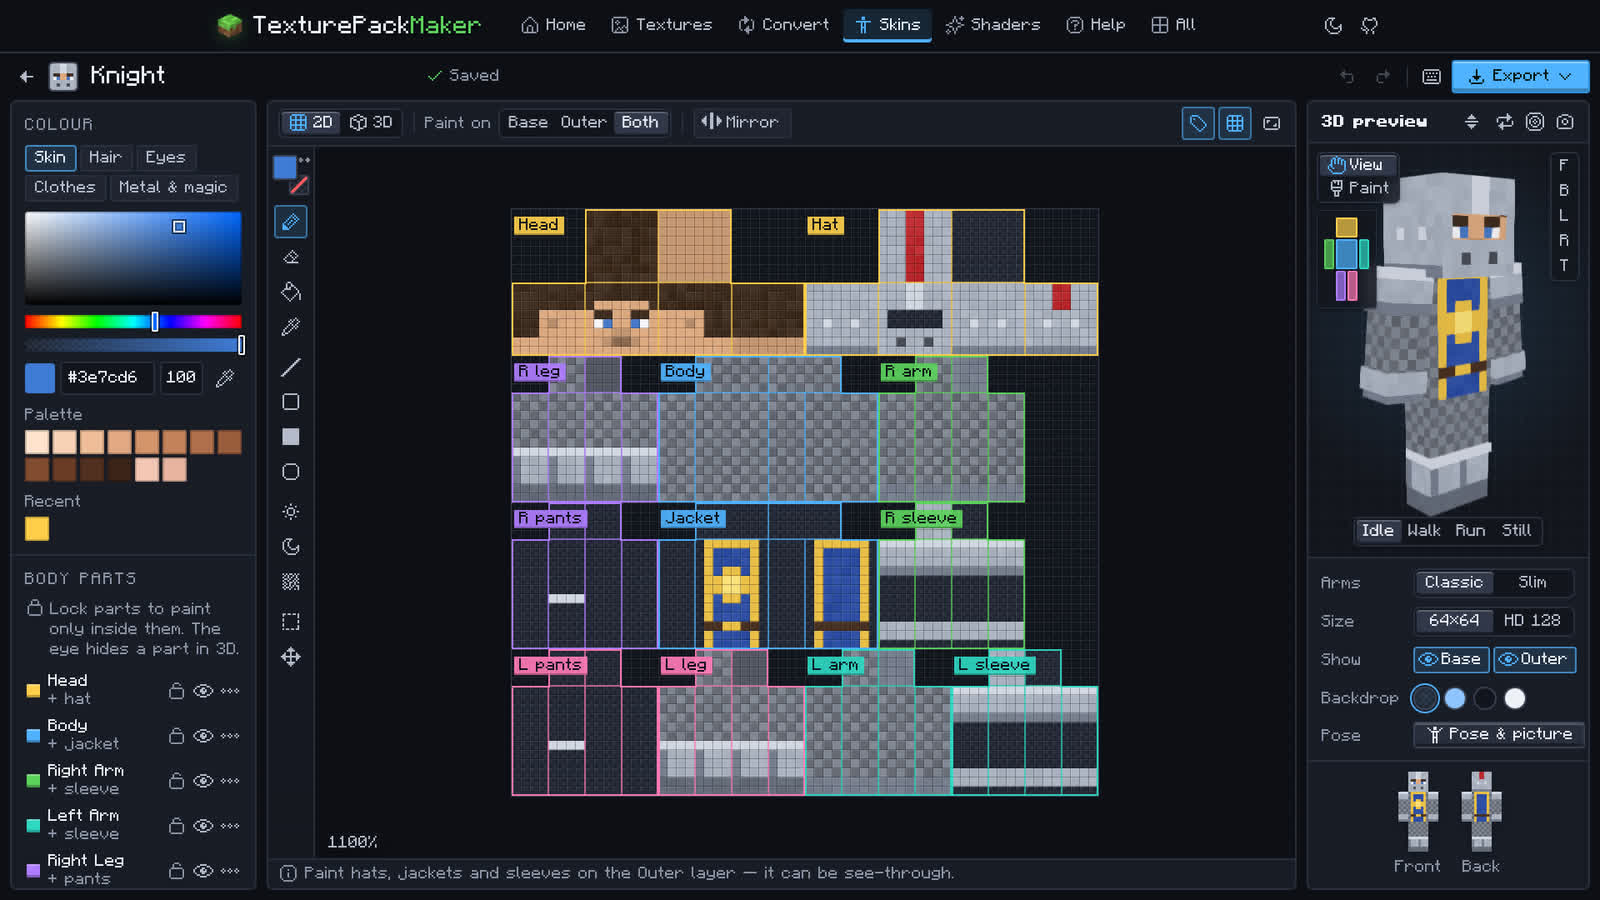 TexturePackMaker
Home
Textures
Convert
Skins
Shaders
Help
All
Knight
Saved
Export
COLOUR
Skin
Hair
Eyes
Clothes
Metal & magic
#3e7cd6
100
Palette
Recent
BODY PARTS
Lock parts to paint
only inside them. The
eye hides a part in 3D.
Head
+ hat
Body
+ jacket
Right Arm
+ sleeve
Left Arm
+ sleeve
Right Leg
+ pants
2D
3D
Paint on
Base
Outer
Both
Mirror
Head
Hat
R leg
Body
R arm
R pants
Jacket
R sleeve
L pants
L leg
L arm
L sleeve
1100%
Paint hats, jackets and sleeves on the Outer layer — it can be see-through.
3D preview
View
Paint
F
B
L
R
T
Idle
Walk
Run
Still
Arms
Classic
Slim
Size
64×64
HD 128
Show
Base
Outer
Backdrop
Pose
Pose & picture
Front
Back